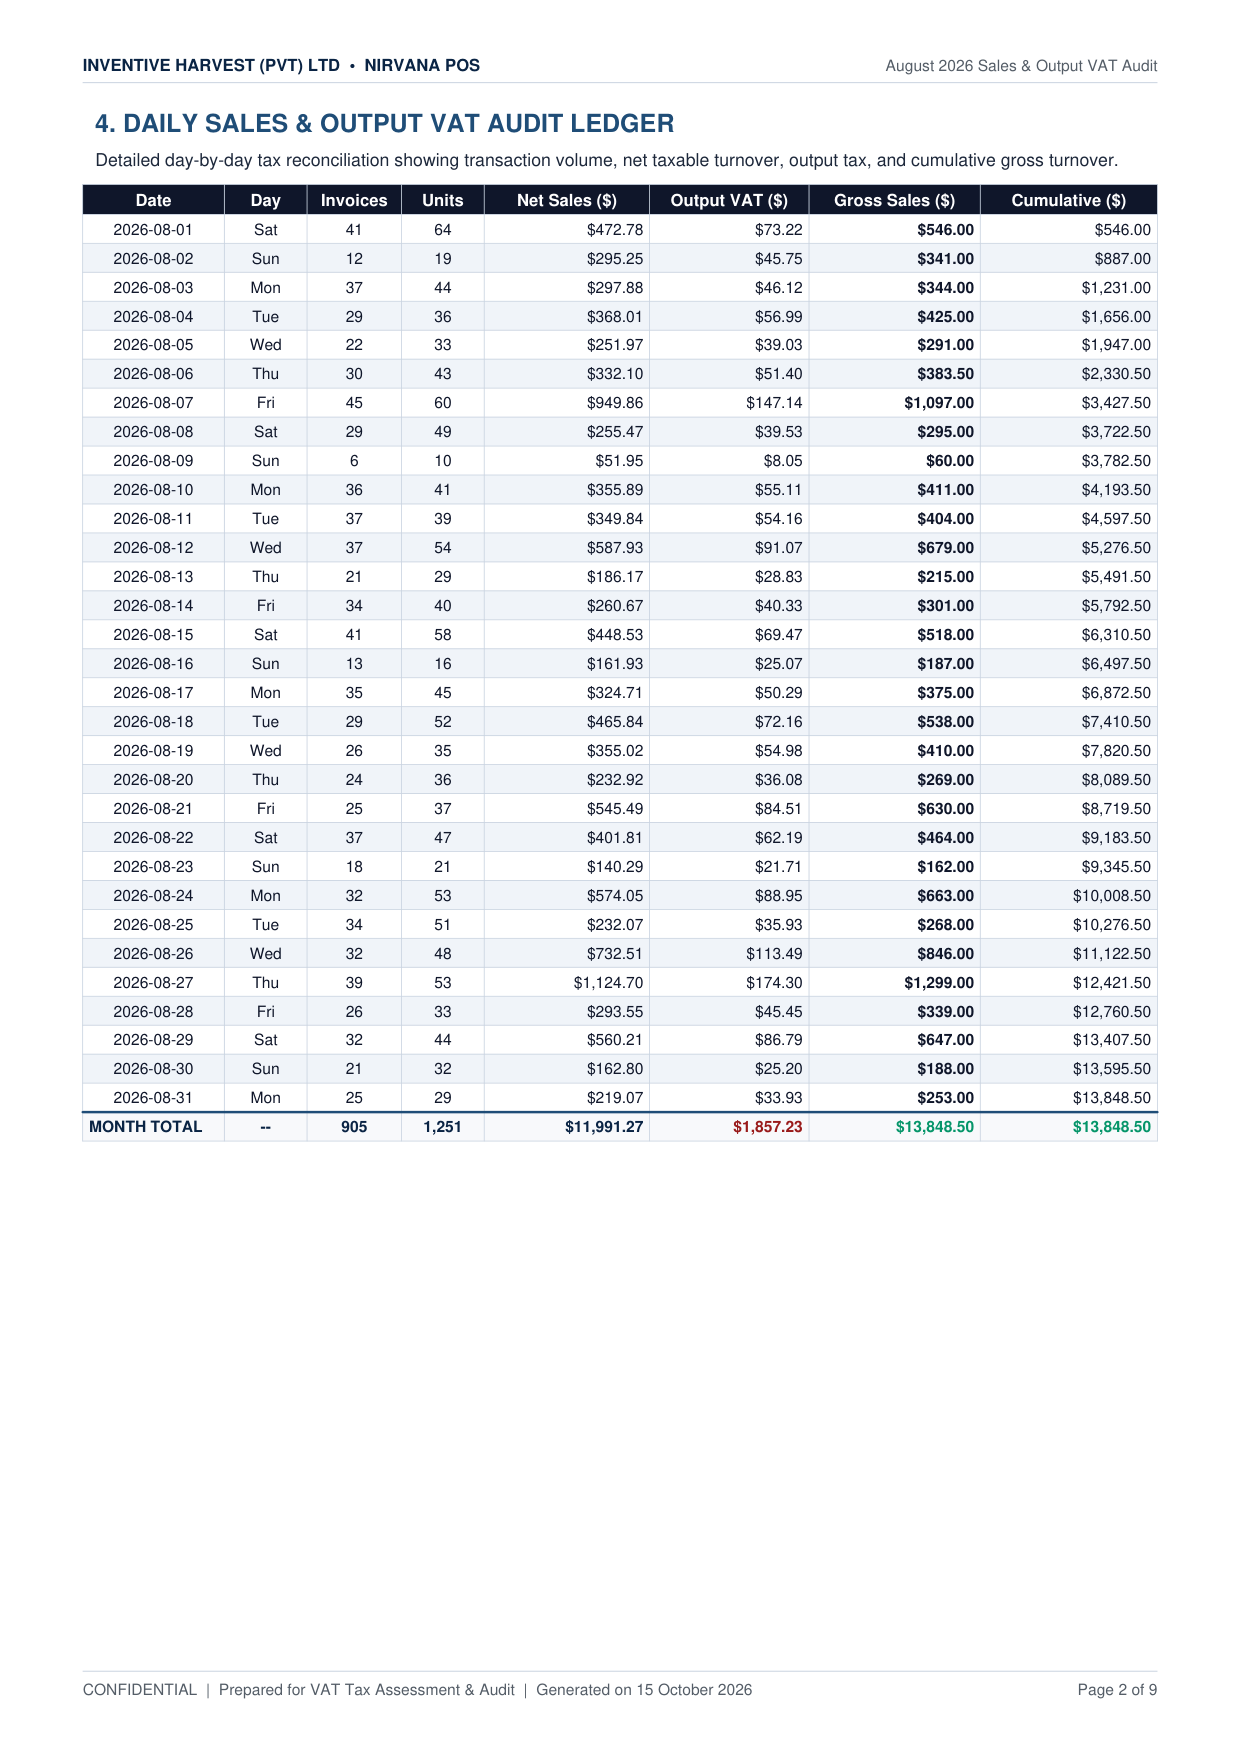 INVENTIVE HARVEST (PVT) LTD • NIRVANA POS August 2026 Sales & Output VAT Audit
4. DAILY SALES & OUTPUT VAT AUDIT LEDGER
Detailed day-by-day tax reconciliation showing transaction volume, net taxable turnover, output tax, and cumulative gross turnover.
Date Day Invoices Units Net Sales ($) Output VAT ($) Gross Sales ($) Cumulative ($)
2026-08-01 Sat 41 64 $472.78 $73.22 $546.00 $546.00
2026-08-02 Sun 12 19 $295.25 $45.75 $341.00 $887.00
2026-08-03 Mon 37 44 $297.88 $46.12 $344.00 $1,231.00
2026-08-04 Tue 29 36 $368.01 $56.99 $425.00 $1,656.00
2026-08-05 Wed 22 33 $251.97 $39.03 $291.00 $1,947.00
2026-08-06 Thu 30 43 $332.10 $51.40 $383.50 $2,330.50
2026-08-07 Fri 45 60 $949.86 $147.14 $1,097.00 $3,427.50
2026-08-08 Sat 29 49 $255.47 $39.53 $295.00 $3,722.50
2026-08-09 Sun 6 10 $51.95 $8.05 $60.00 $3,782.50
2026-08-10 Mon 36 41 $355.89 $55.11 $411.00 $4,193.50
2026-08-11 Tue 37 39 $349.84 $54.16 $404.00 $4,597.50
2026-08-12 Wed 37 54 $587.93 $91.07 $679.00 $5,276.50
2026-08-13 Thu 21 29 $186.17 $28.83 $215.00 $5,491.50
2026-08-14 Fri 34 40 $260.67 $40.33 $301.00 $5,792.50
2026-08-15 Sat 41 58 $448.53 $69.47 $518.00 $6,310.50
2026-08-16 Sun 13 16 $161.93 $25.07 $187.00 $6,497.50
2026-08-17 Mon 35 45 $324.71 $50.29 $375.00 $6,872.50
2026-08-18 Tue 29 52 $465.84 $72.16 $538.00 $7,410.50
2026-08-19 Wed 26 35 $355.02 $54.98 $410.00 $7,820.50
2026-08-20 Thu 24 36 $232.92 $36.08 $269.00 $8,089.50
2026-08-21 Fri 25 37 $545.49 $84.51 $630.00 $8,719.50
2026-08-22 Sat 37 47 $401.81 $62.19 $464.00 $9,183.50
2026-08-23 Sun 18 21 $140.29 $21.71 $162.00 $9,345.50
2026-08-24 Mon 32 53 $574.05 $88.95 $663.00 $10,008.50
2026-08-25 Tue 34 51 $232.07 $35.93 $268.00 $10,276.50
2026-08-26 Wed 32 48 $732.51 $113.49 $846.00 $11,122.50
2026-08-27 Thu 39 53 $1,124.70 $174.30 $1,299.00 $12,421.50
2026-08-28 Fri 26 33 $293.55 $45.45 $339.00 $12,760.50
2026-08-29 Sat 32 44 $560.21 $86.79 $647.00 $13,407.50
2026-08-30 Sun 21 32 $162.80 $25.20 $188.00 $13,595.50
2026-08-31 Mon 25 29 $219.07 $33.93 $253.00 $13,848.50
MONTH TOTAL -- 905 1,251 $11,991.27 $1,857.23 $13,848.50 $13,848.50
CONFIDENTIAL | Prepared for VAT Tax Assessment & Audit | Generated on 15 October 2026 Page 2 of 9